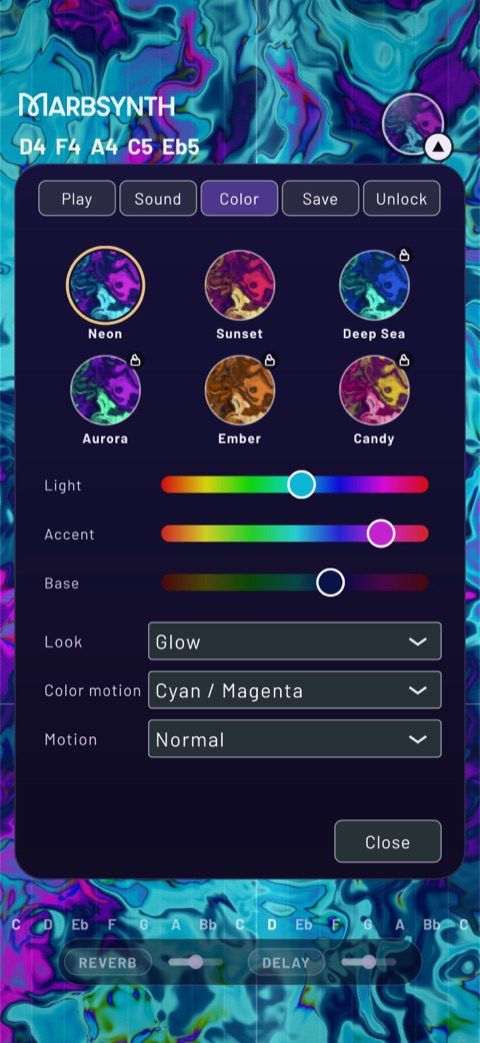 MARBSYNTH
D4 F4 A4 C5 Eb5
Play Sound Color Save Unlock
Neon Sunset Deep Sea
Aurora Ember Candy
Light
Accent
Base
Look Glow
Color motion Cyan / Magenta
Motion Normal
Close
C D Eb F G A Bb C D Eb F G A Bb C
REVERB DELAY